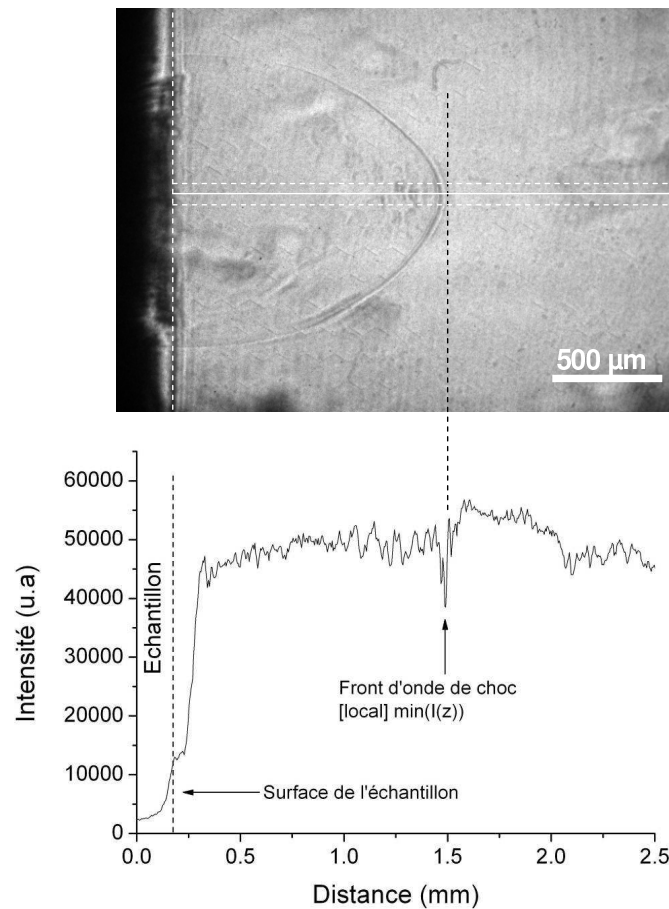 500 µm
60000
50000
40000
30000
20000
10000
0
Intensité (u.a)
Echantillon
Front d'onde de choc
[local] min(I(z))
Surface de l'échantillon
0.0 0.5 1.0 1.5 2.0 2.5
Distance (mm)